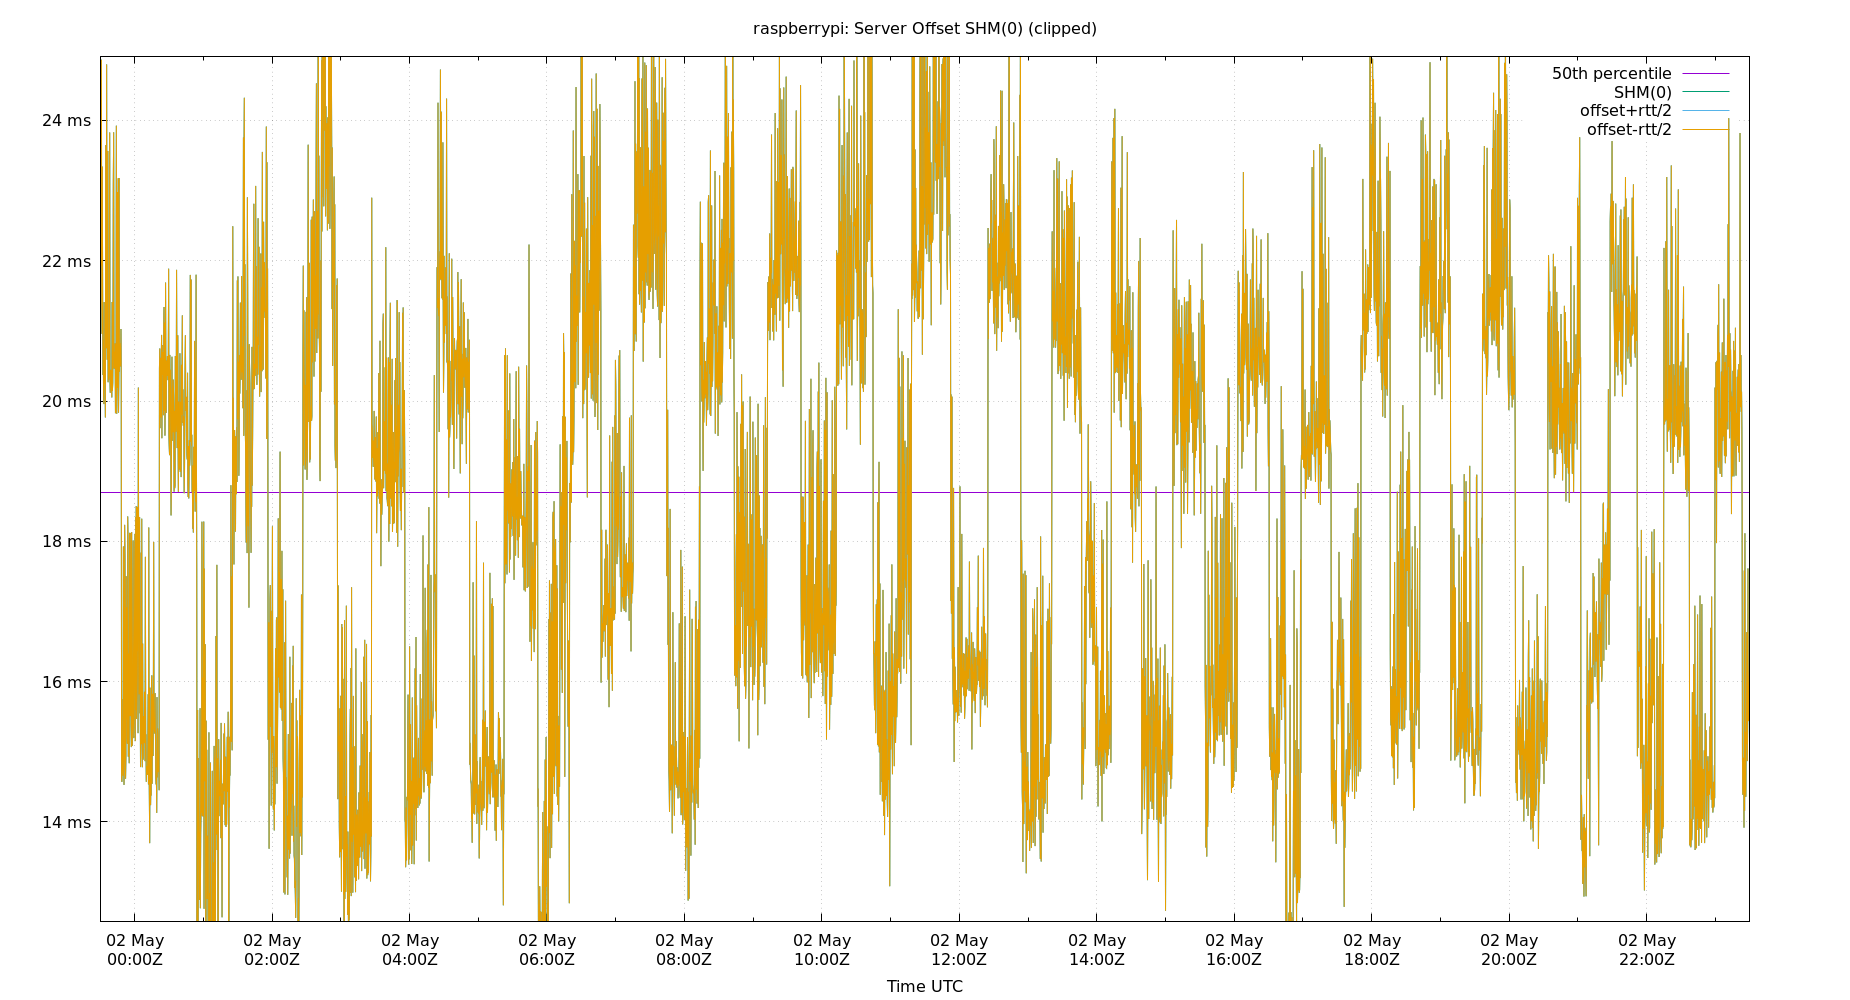 raspberrypi: Server Offset SHM(0) (clipped)
50th percentile
SHM(0)
offset+rtt/2
offset-rtt/2
24 ms
22 ms
20 ms
18 ms
16 ms
14 ms
02 May 02 May 02 May 02 May 02 May 02 May 02 May 02 May 02 May 02 May 02 May 02 May
00:00Z 02:00Z 04:00Z 06:00Z 08:00Z 10:00Z 12:00Z 14:00Z 16:00Z 18:00Z 20:00Z 22:00Z
Time UTC